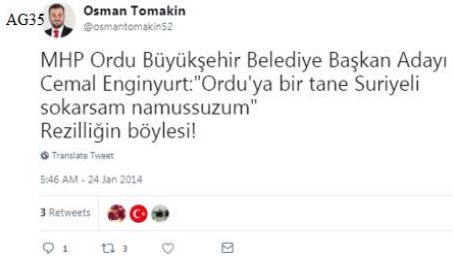 AG35
Osman Tomakin
@osmantomakin52
MHP Ordu Büyükşehir Belediye Başkan Adayı
Cemal Enginyurt:"Ordu'ya bir tane Suriyeli
sokarsam namussuzum"
Rezilliğin böylesi!
Translate Tweet
5:46 AM - 24 Jan 2014
3 Retweets
1 3